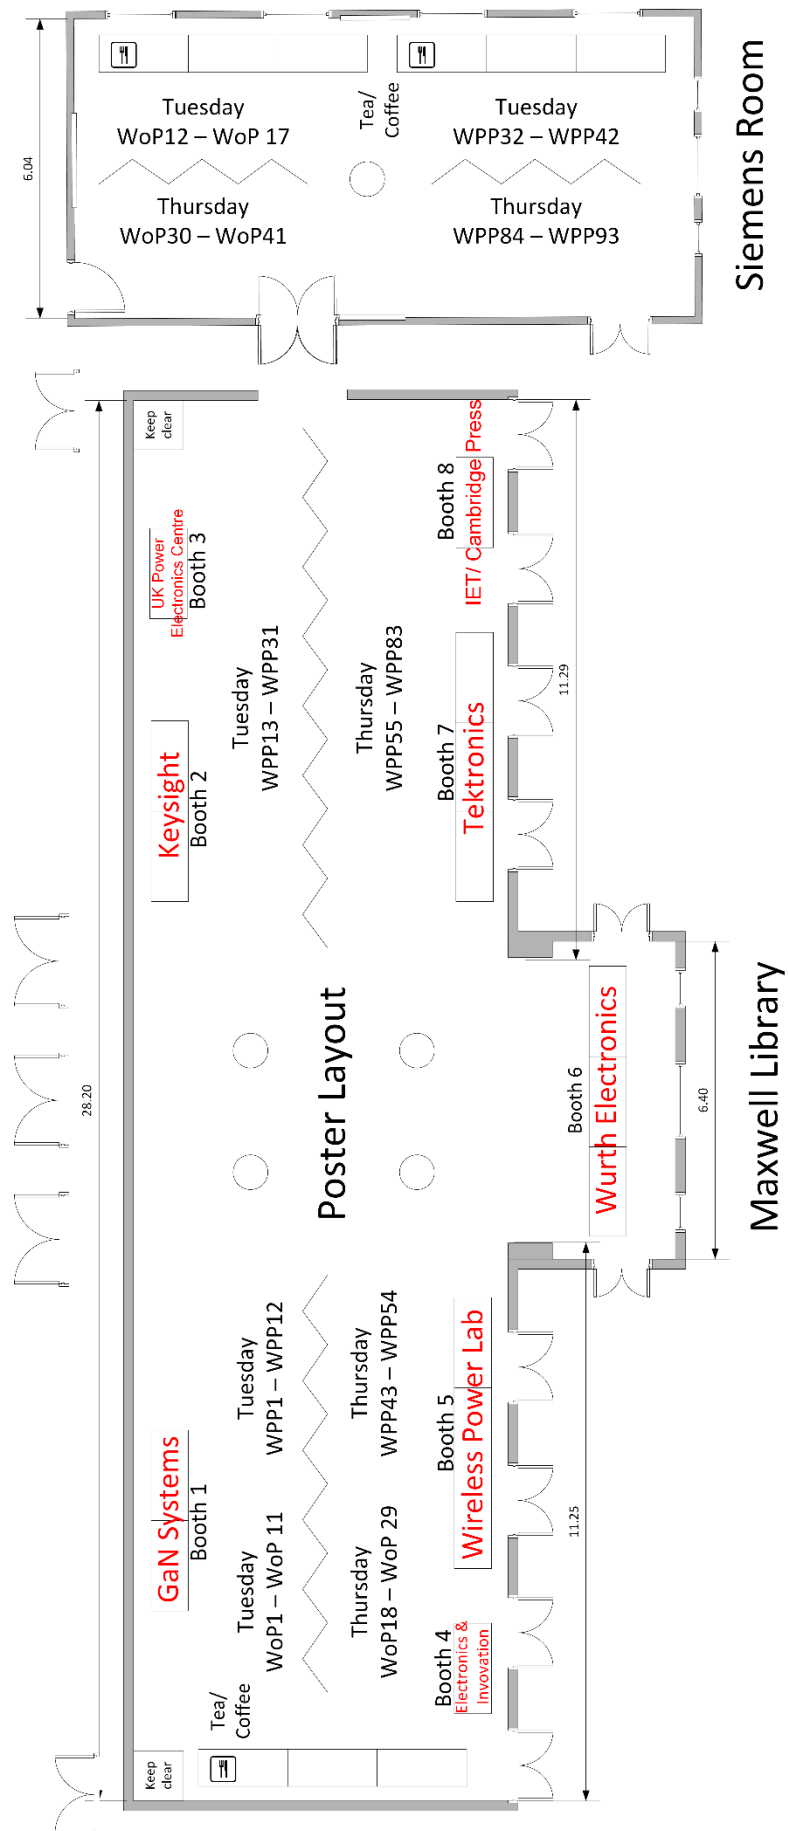 Tuesday
WoP12 – WoP 17
Tea/
Coffee
Tuesday
WPP32 – WPP42
Thursday
WoP30 – WoP41
Thursday
WPP84 – WPP93
6.04
Siemens Room
Keep
clear
UK Power
Electronics Centre
Booth 3
Booth 8
IET/ Cambridge Press
Tuesday
WPP13 – WPP31
Thursday
WPP55 – WPP83
11.29
Keysight
Booth 2
Booth 7
Tektronics
Poster Layout
28.20
Booth 6
Wurth Electronics
6.40
Maxwell Library
Tuesday
WPP1 – WPP12
Thursday
WPP43 – WPP54
GaN Systems
Booth 1
Booth 5
Wireless Power Lab
11.25
Tuesday
WoP1 – WoP 11
Thursday
WoP18 – WoP 29
Booth 4
Electronics &
Invovation
Tea/
Coffee
Keep
clear